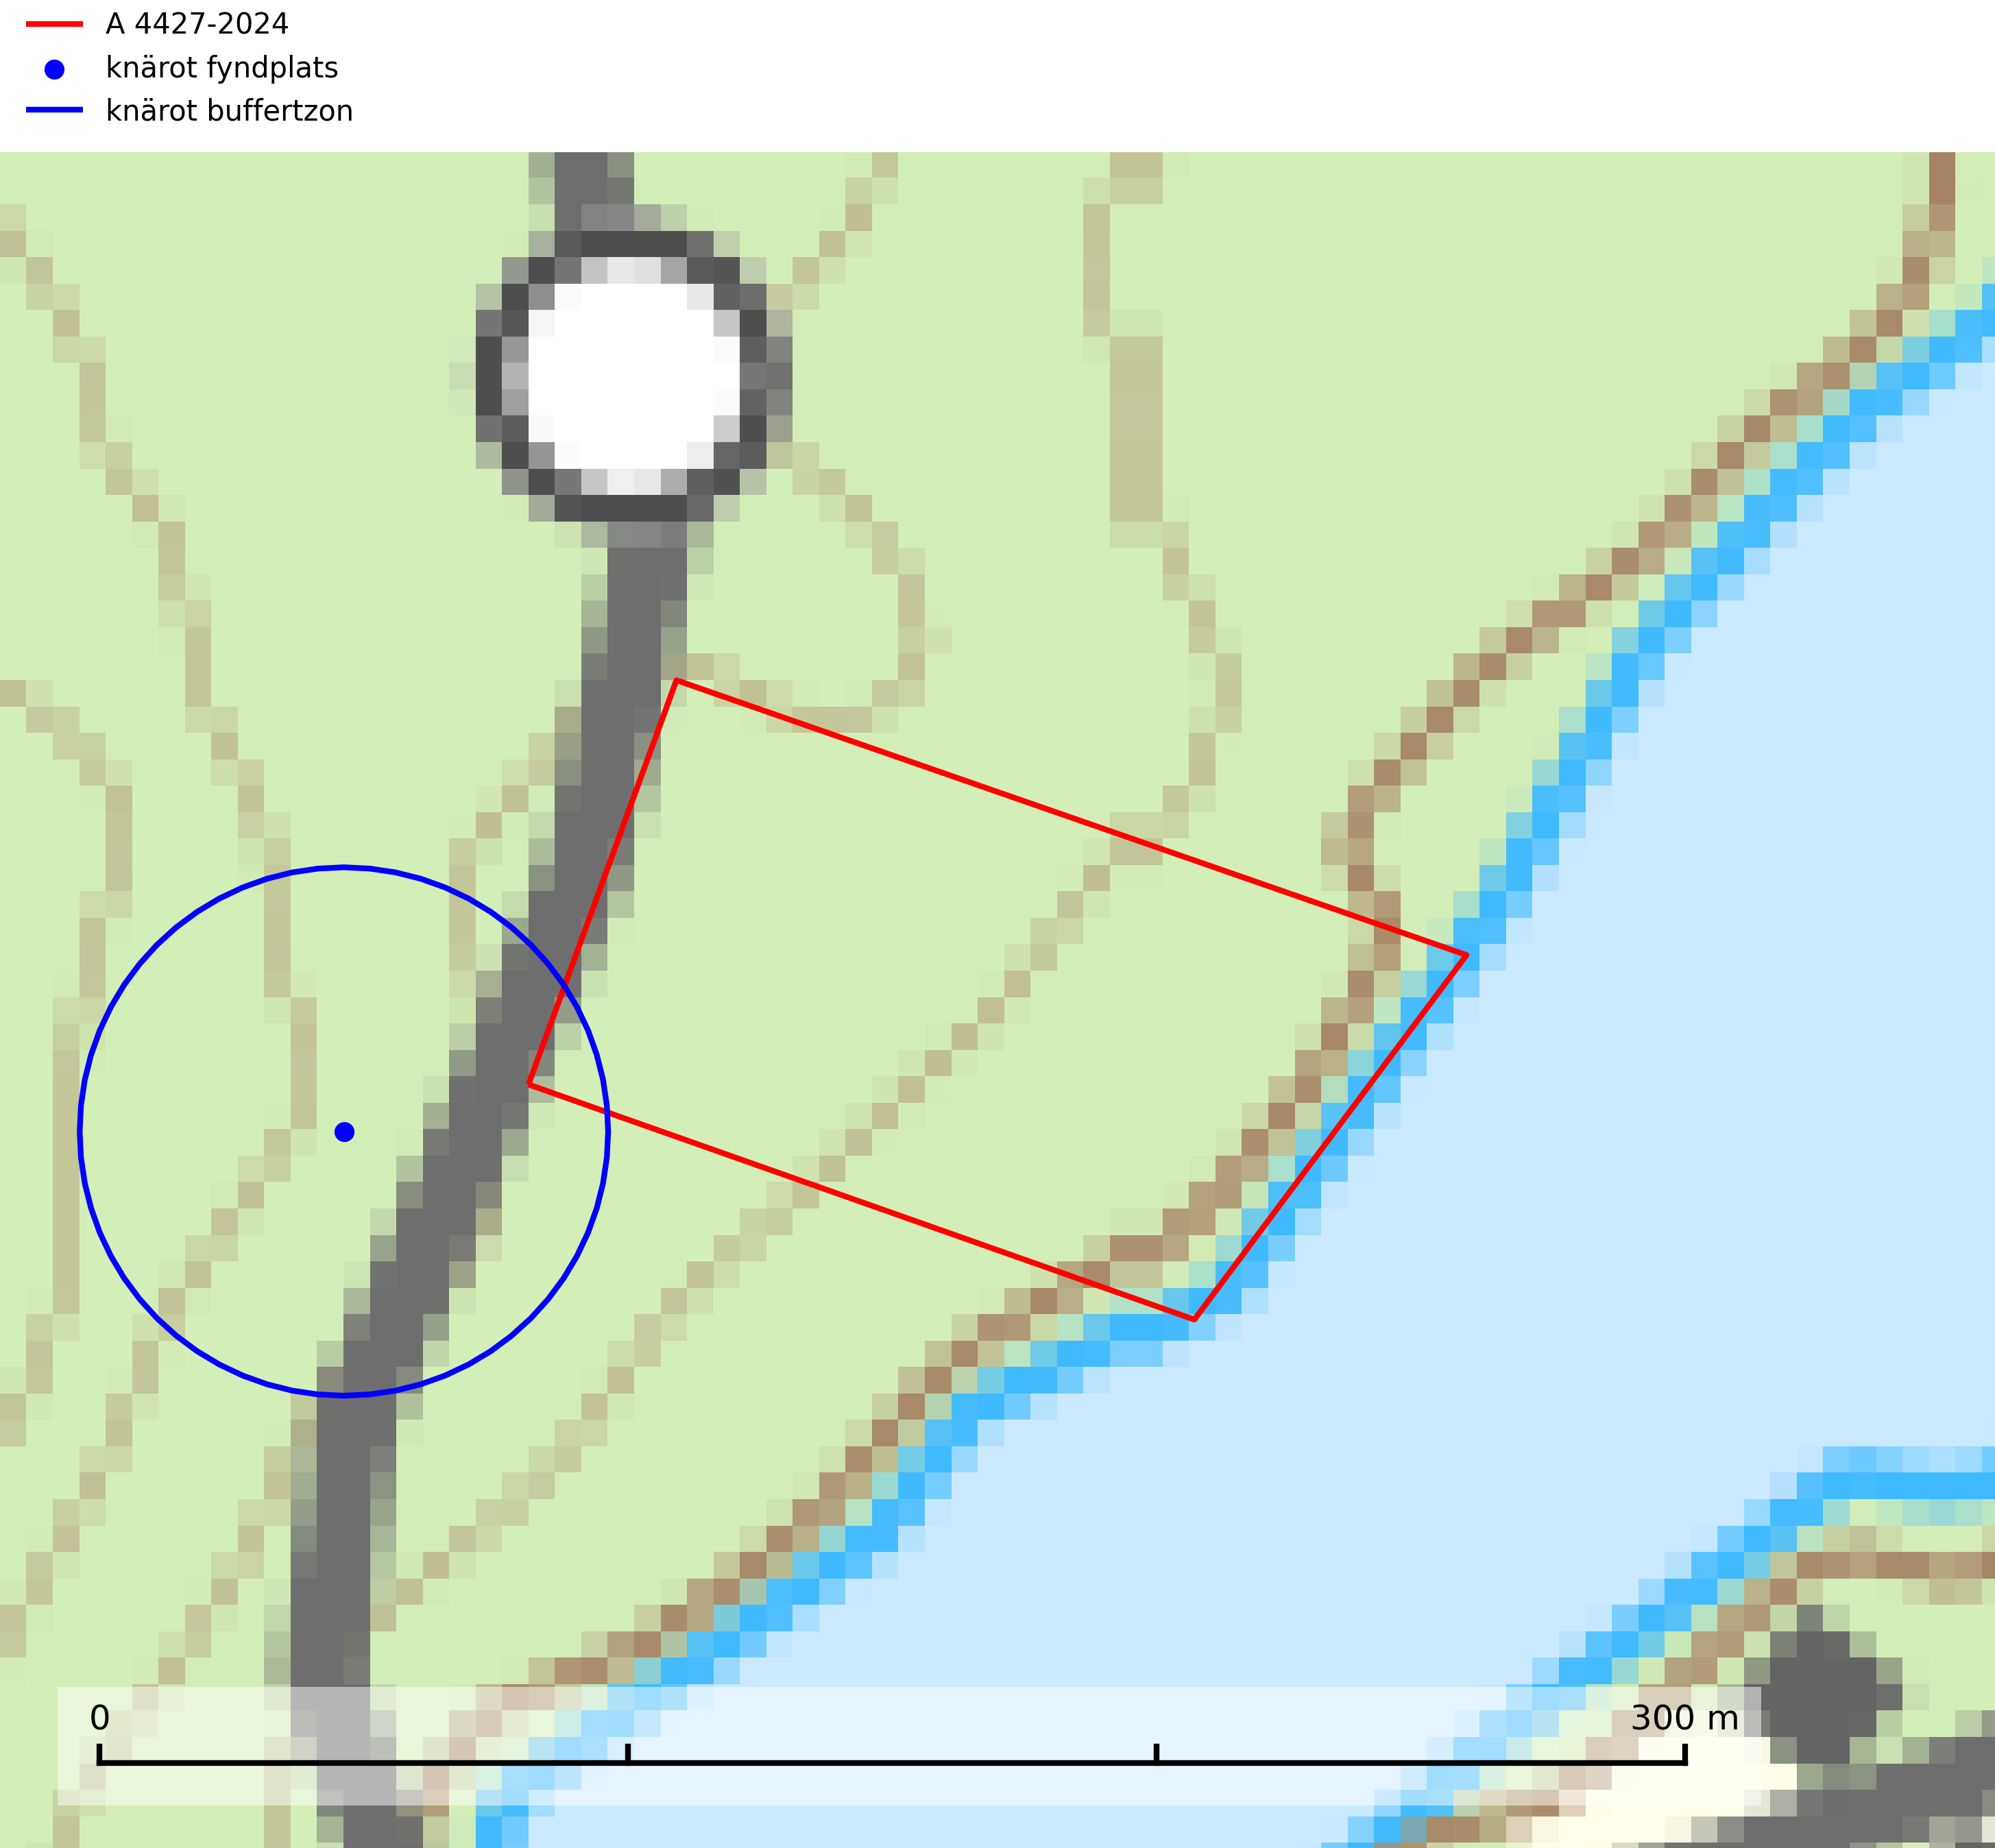 A 4427-2024
knärot fyndplats
knärot buffertzon
0 300 m